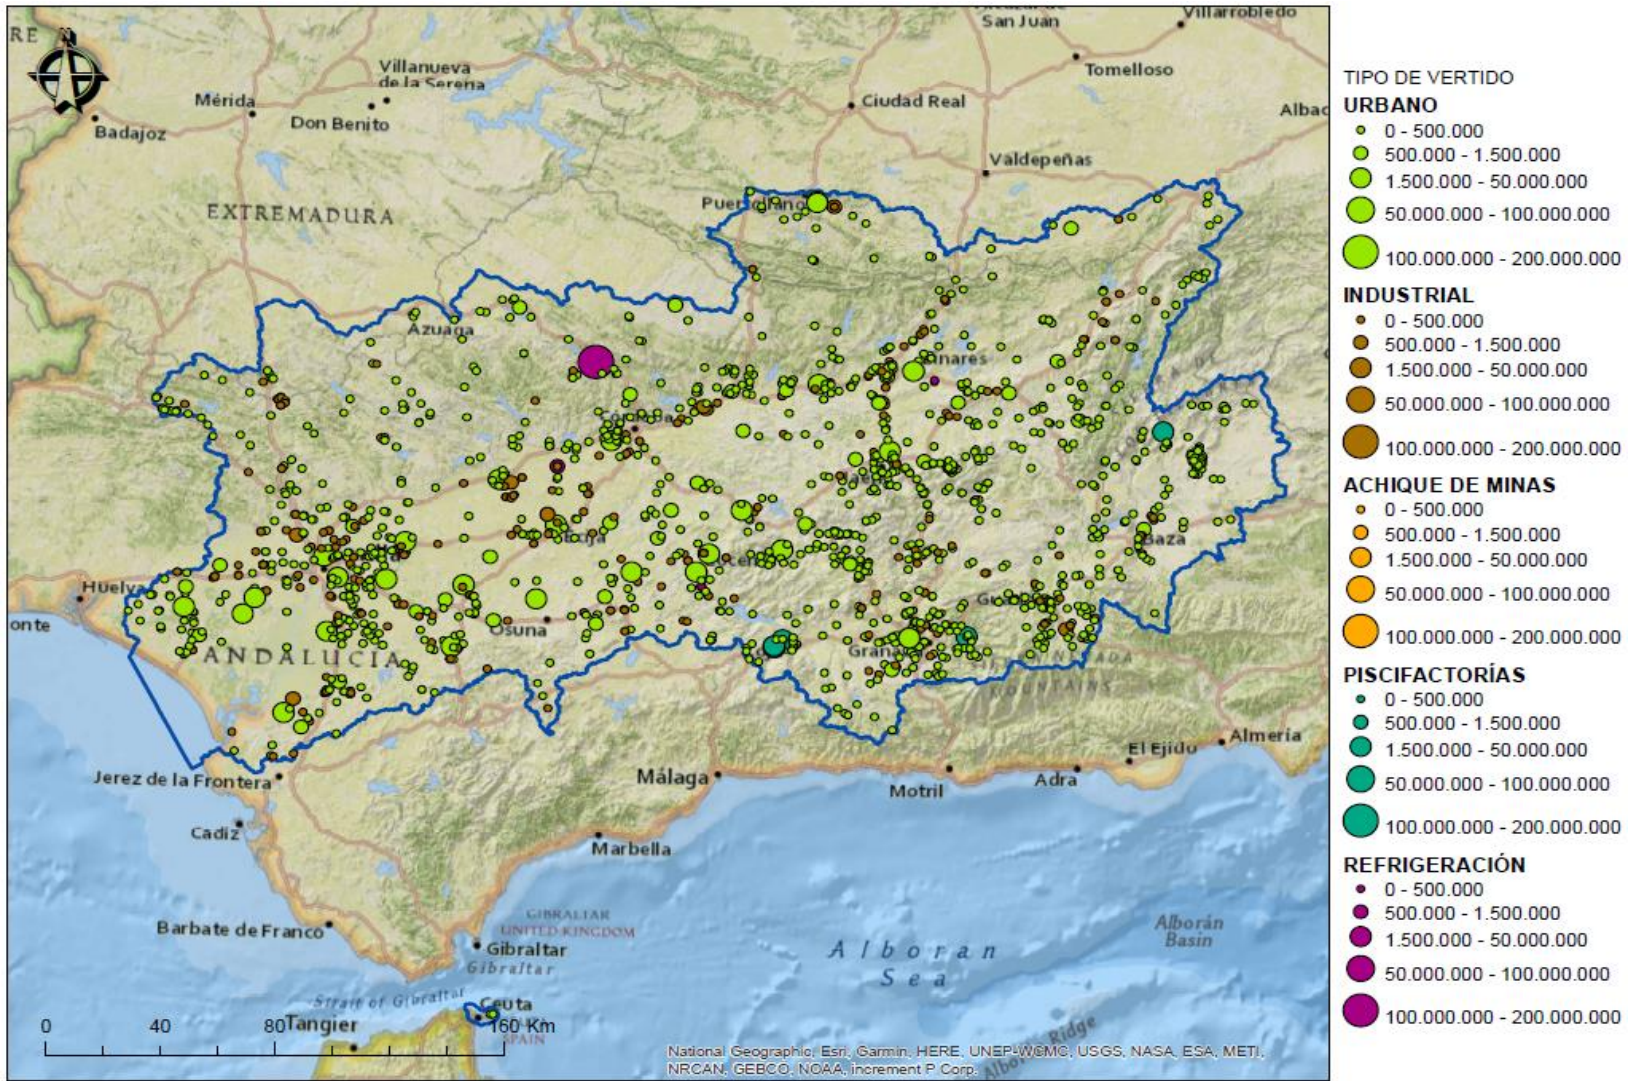 San Juan
Villarrobledo
RE
N
Villanueva
de la Serena
Tomelloso
Mérida
Ciudad Real
Badajoz
Don Benito
Albac
Valdepeñas
EXTREMADURA
Azuaga
Huelva
Baza
onte
Osuna
ANDALUCIA
Jerez de la Frontera
Málaga
El Ejido
Almería
Motril
Adra
Cadiz
Marbella
Barbate de Franco
GIBRALTAR
UNITED KINGDOM
Gibraltar
Gibraltar
Alboran
Sea
Alborán
Basin
Strait of Gibraltar
Ceuta
SPAIN
Tangier
0 40 80 160 Km
Ridge
National Geographic, Esri, Garmin, HERE, UNEP-WCMC, USGS, NASA, ESA, METI,
NRCAN, GEBCO, NOAA, increment P Corp.
TIPO DE VERTIDO
URBANO
0 - 500.000
500.000 - 1.500.000
1.500.000 - 50.000.000
50.000.000 - 100.000.000
100.000.000 - 200.000.000
INDUSTRIAL
0 - 500.000
500.000 - 1.500.000
1.500.000 - 50.000.000
50.000.000 - 100.000.000
100.000.000 - 200.000.000
ACHIQUE DE MINAS
0 - 500.000
500.000 - 1.500.000
1.500.000 - 50.000.000
50.000.000 - 100.000.000
100.000.000 - 200.000.000
PISCIFACTORÍAS
0 - 500.000
500.000 - 1.500.000
1.500.000 - 50.000.000
50.000.000 - 100.000.000
100.000.000 - 200.000.000
REFRIGERACIÓN
0 - 500.000
500.000 - 1.500.000
1.500.000 - 50.000.000
50.000.000 - 100.000.000
100.000.000 - 200.000.000